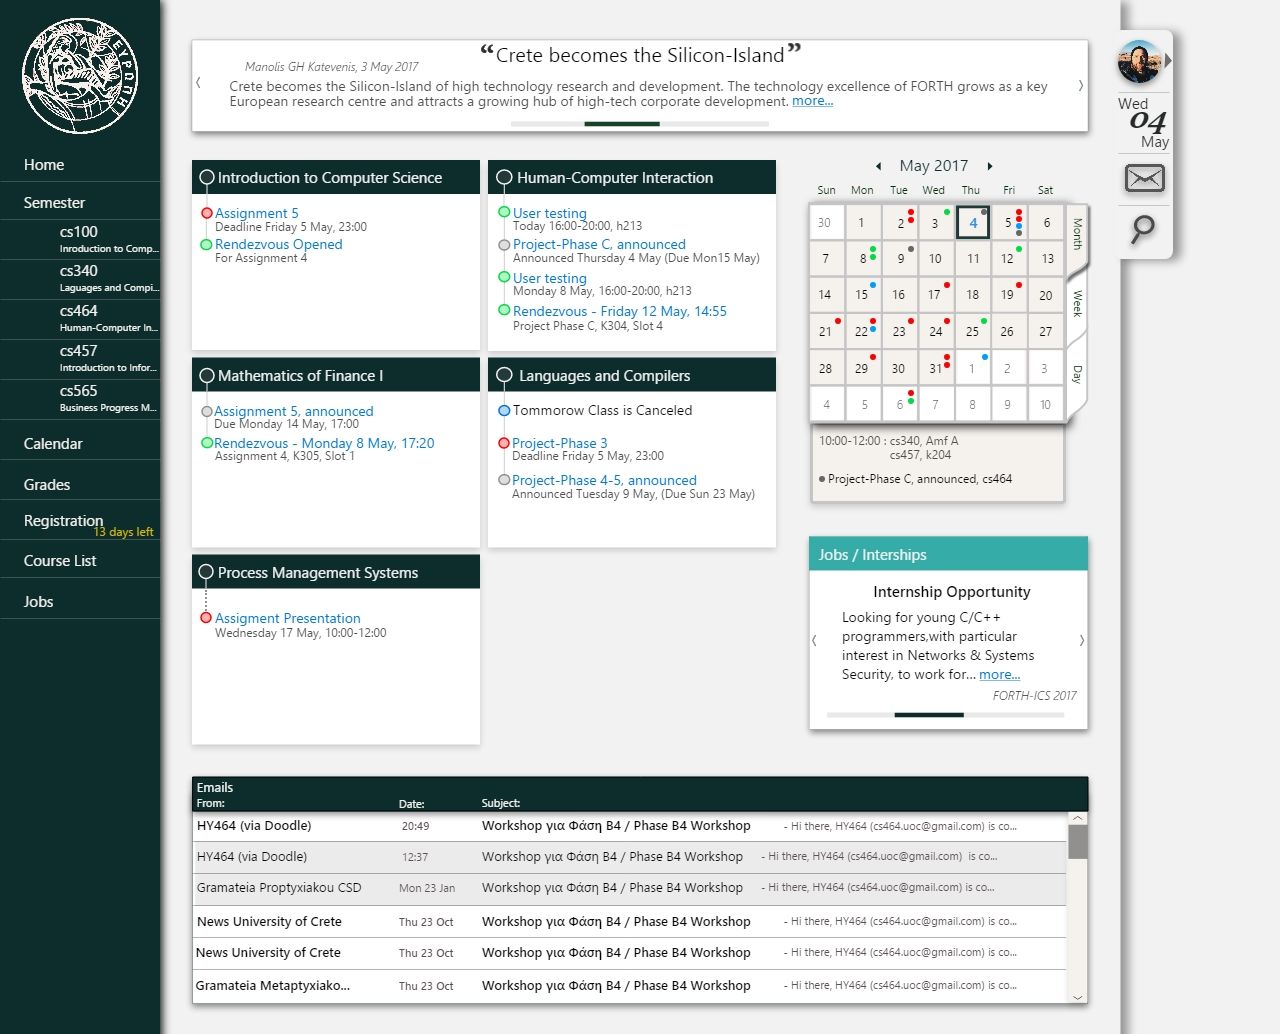 ΕΥΡΩΠΗ
Home
Semester
cs100
Inroduction to Comp...
cs340
Laguages and Compi...
cs464
Human-Computer In...
cs457
Introduction to Infor...
cs565
Business Progress M...
Calendar
Grades
Registration
13 days left
Course List
Jobs
“Crete becomes the Silicon-Island”
Manolis GH Katevenis, 3 May 2017
Crete becomes the Silicon-Island of high technology research and development. The technology excellence of FORTH grows as a key
European research centre and attracts a growing hub of high-tech corporate development. more...
Wed
04
May
Introduction to Computer Science
Assignment 5
Deadline Friday 5 May, 23:00
Rendezvous Opened
For Assignment 4
Human-Computer Interaction
User testing
Today 16:00-20:00, h213
Project-Phase C, announced
Announced Thursday 4 May (Due Mon15 May)
User testing
Monday 8 May, 16:00-20:00, h213
Rendezvous - Friday 12 May, 14:55
Project Phase C, K304, Slot 4
Mathematics of Finance I
Assignment 5, announced
Due Monday 14 May, 17:00
Rendezvous - Monday 8 May, 17:20
Assignment 4, K305, Slot 1
Languages and Compilers
Tommorow Class is Canceled
Project-Phase 3
Deadline Friday 5 May, 23:00
Project-Phase 4-5, announced
Announced Tuesday 9 May, (Due Sun 23 May)
Process Management Systems
Assigment Presentation
Wednesday 17 May, 10:00-12:00
May 2017
Sun Mon Tue Wed Thu Fri Sat
30 1 2 3 4 5 6
7 8 9 10 11 12 13
14 15 16 17 18 19 20
21 22 23 24 25 26 27
28 29 30 31 1 2 3
4 5 6 7 8 9 10
Month
Week
Day
10:00-12:00 : cs340, Amf A
cs457, k204
Project-Phase C, announced, cs464
Jobs / Interships
Internship Opportunity
Looking for young C/C++
programmers,with particular
interest in Networks & Systems
Security, to work for... more...
FORTH-ICS 2017
Emails
From: Date: Subject:
HY464 (via Doodle) 20:49 Workshop για Φάση B4 / Phase B4 Workshop - Hi there, HY464 (cs464.uoc@gmail.com) is co...
HY464 (via Doodle) 12:37 Workshop για Φάση B4 / Phase B4 Workshop - Hi there, HY464 (cs464.uoc@gmail.com) is co...
Gramateia Proptyxiakou CSD Mon 23 Jan Workshop για Φάση B4 / Phase B4 Workshop - Hi there, HY464 (cs464.uoc@gmail.com) is co...
News University of Crete Thu 23 Oct Workshop για Φάση B4 / Phase B4 Workshop - Hi there, HY464 (cs464.uoc@gmail.com) is co...
News University of Crete Thu 23 Oct Workshop για Φάση B4 / Phase B4 Workshop - Hi there, HY464 (cs464.uoc@gmail.com) is co...
Gramateia Metaptyxiako... Thu 23 Oct Workshop για Φάση B4 / Phase B4 Workshop - Hi there, HY464 (cs464.uoc@gmail.com) is co...